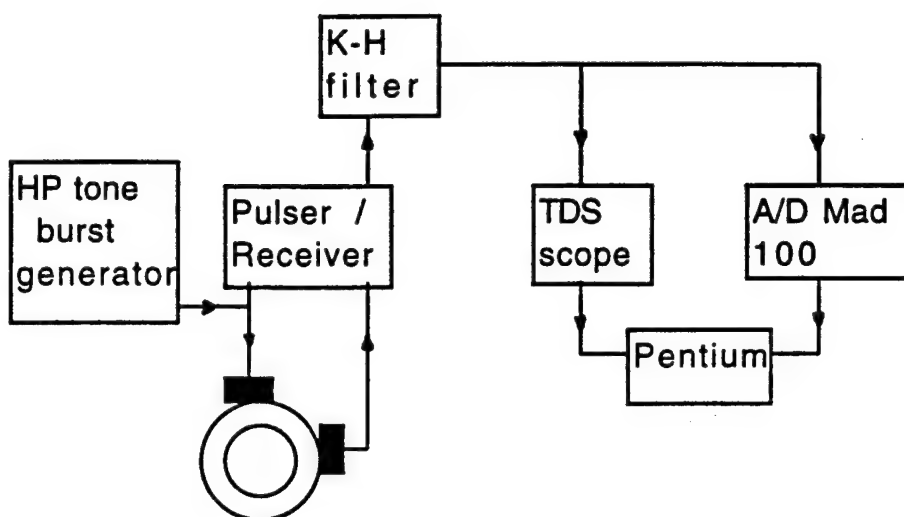 K-H
filter
HP tone
burst
generator
Pulser /
Receiver
TDS
scope
A/D Mad
100
Pentium